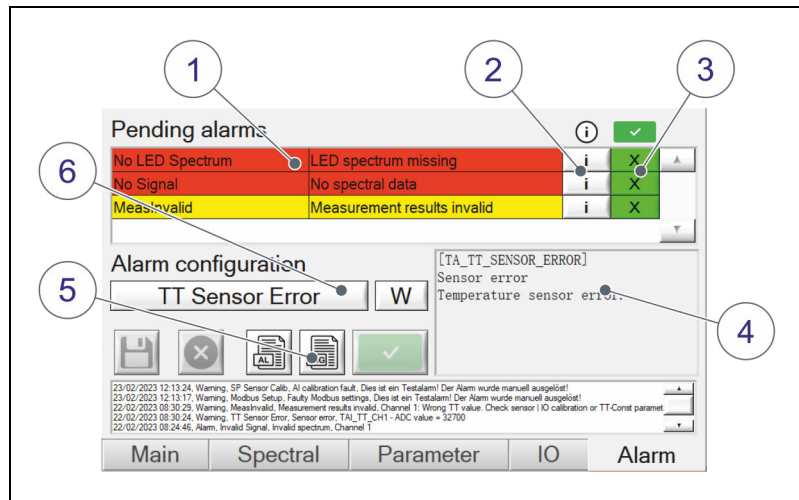 1
2
3
Pending alarms
i
No LED Spectrum LED spectrum missing i X
No Signal No spectral data i X
MeasInvalid Measurement results invalid i X
6
Alarm configuration
[TA_TT_SENSOR_ERROR]
Sensor error
Temperature sensor error.
TT Sensor Error W
5
4
AL
23/02/2023 12:13:24, Warning, SP Sensor Calib, AI calibration fault, Dies ist ein Testalarm! Der Alarm wurde manuell ausgelöst!
23/02/2023 12:13:17, Warning, Modbus Setup, Faulty Modbus settings, Dies ist ein Testalarm! Der Alarm wurde manuell ausgelöst!
22/02/2023 08:30:29, Warning, MeasInvalid, Measurement results invalid, Channel 1: Wrong TT value. Check sensor | IO calibration or TT-Const paramet
22/02/2023 08:30:24, Warning, TT Sensor Error, Sensor error, TAI_TT_CH1 - ADC value = 32700
22/02/2023 08:24:46, Alarm, Invalid Signal, Invalid spectrum, Channel 1
Main Spectral Parameter IO Alarm